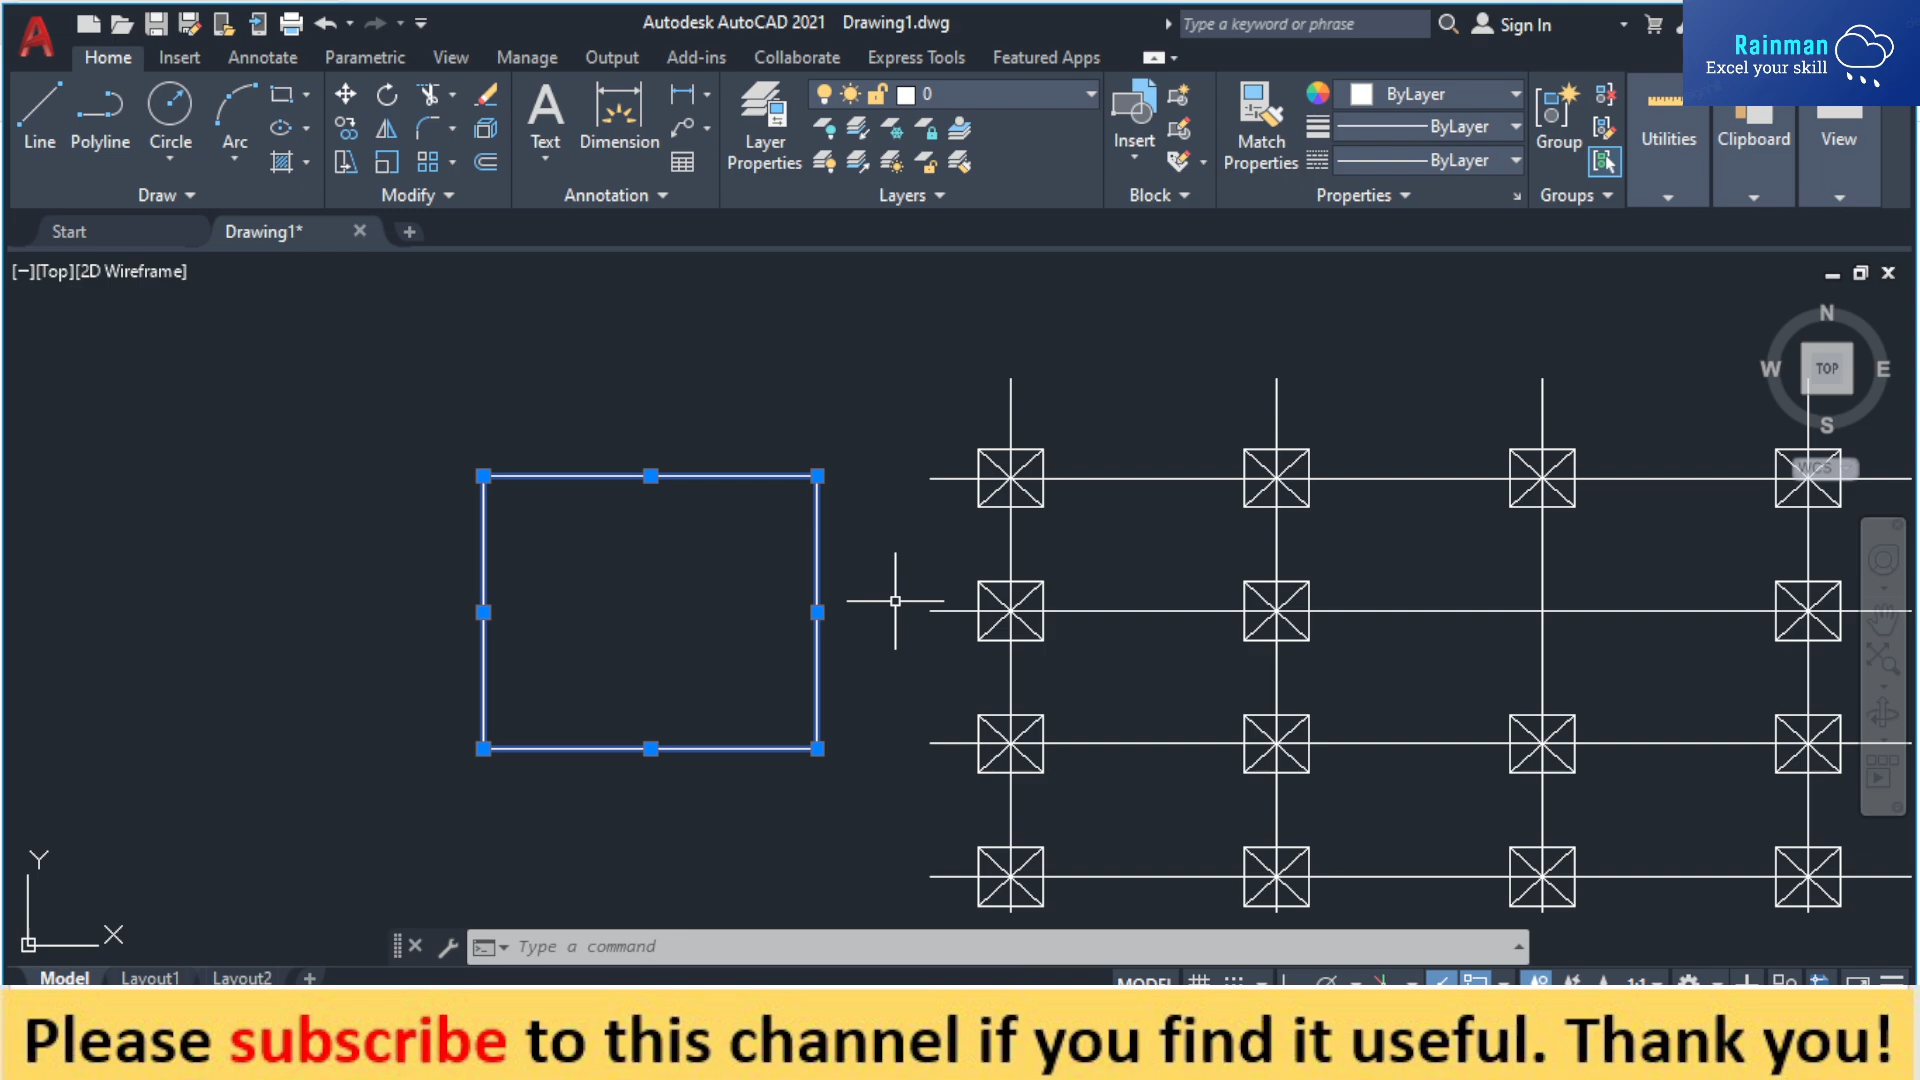 Autodesk AutoCAD 2021 Drawing1.dwg
Type a keyword or phrase
Sign In
Rainman
Excel your skill
Home Insert Annotate Parametric View Manage Output Add-ins Collaborate Express Tools Featured Apps
0
ByLayer
ByLayer
ByLayer
Line Polyline Circle Arc
Text Dimension
Layer Properties
Insert
Match Properties
Group
Utilities Clipboard View
Draw Modify Annotation Layers Block Properties Groups
Start Drawing1*
[−][Top][2D Wireframe]
N
W TOP E
S
WCS
Y
X
Type a command
Model Layout1 Layout2
MODEL 1:1
Please subscribe to this channel if you find it useful. Thank you!